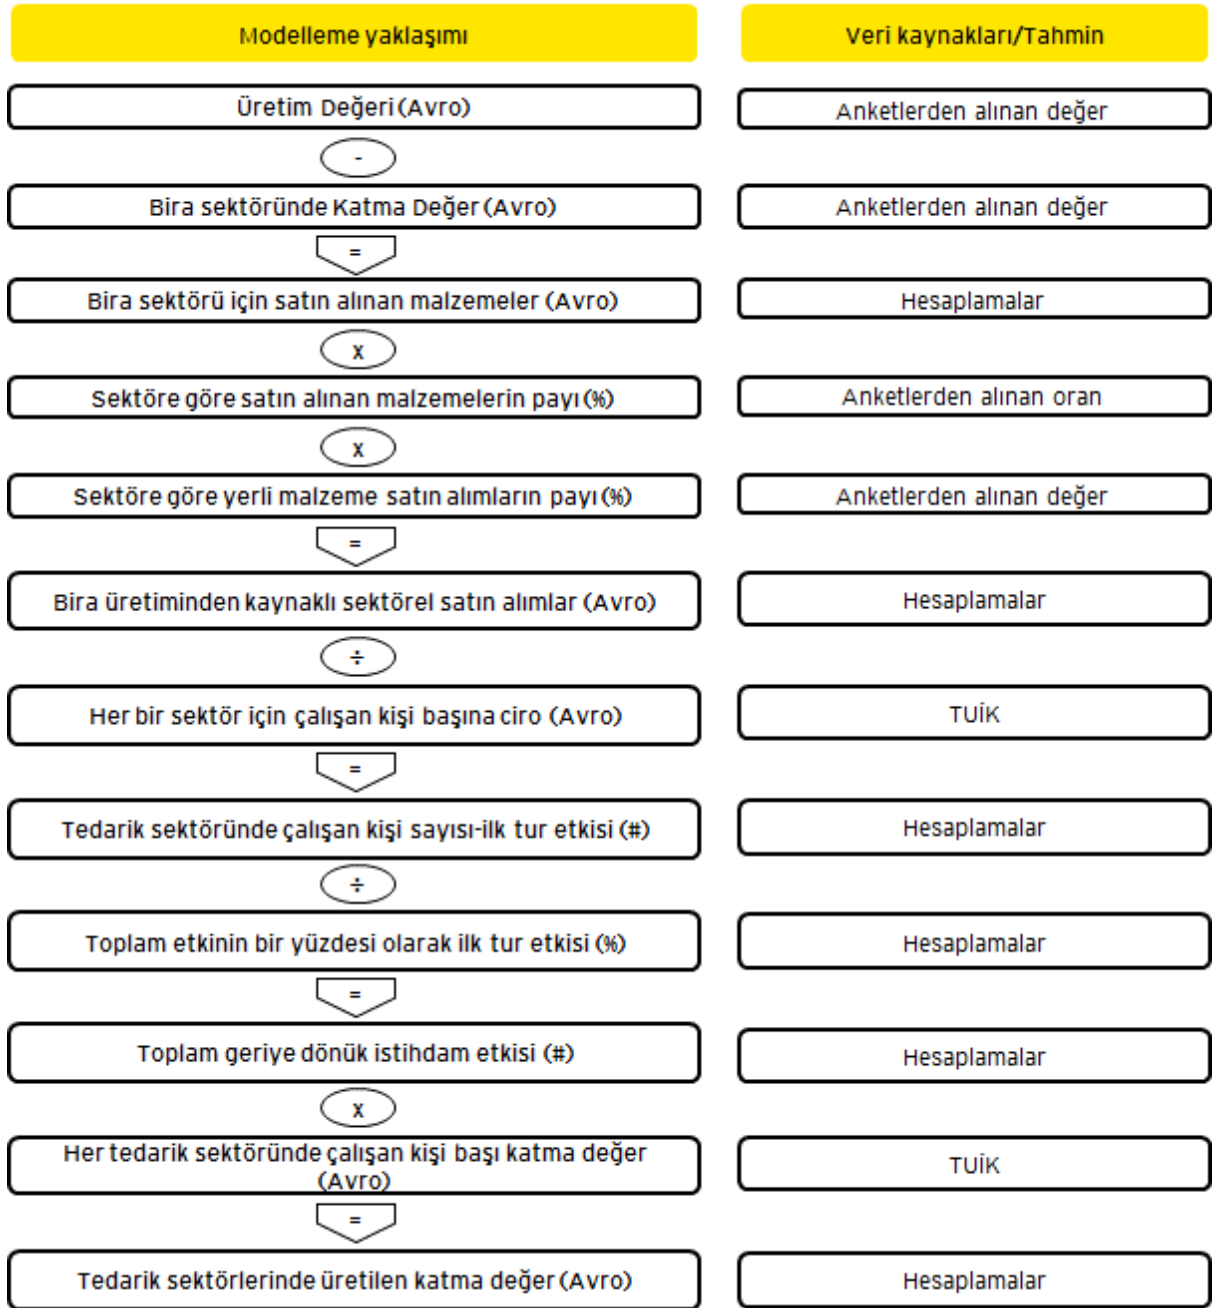 Modelleme yaklaşımı
Veri kaynakları/Tahmin
Üretim Değeri (Avro)
Anketlerden alınan değer
-
Bira sektöründe Katma Değer (Avro)
Anketlerden alınan değer
=
Bira sektörü için satın alınan malzemeler (Avro)
Hesaplamalar
x
Sektöre göre satın alınan malzemelerin payı (%)
Anketlerden alınan oran
x
Sektöre göre yerli malzeme satın alımların payı (%)
Anketlerden alınan değer
=
Bira üretiminden kaynaklı sektörel satın alımlar (Avro)
Hesaplamalar
÷
Her bir sektör için çalışan kişi başına ciro (Avro)
TUİK
=
Tedarik sektöründe çalışan kişi sayısı-ilk tur etkisi (#)
Hesaplamalar
÷
Toplam etkinin bir yüzdesi olarak ilk tur etkisi (%)
Hesaplamalar
=
Toplam geriye dönük istihdam etkisi (#)
Hesaplamalar
x
Her tedarik sektöründe çalışan kişi başı katma değer
(Avro)
TUİK
=
Tedarik sektörlerinde üretilen katma değer (Avro)
Hesaplamalar